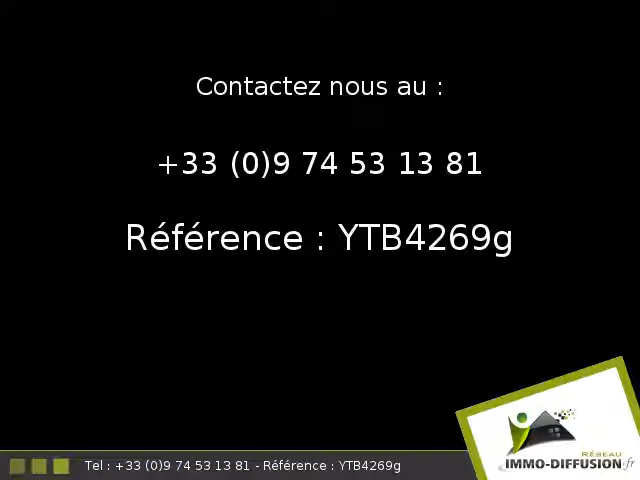 Contactez nous au :
+33 (0)9 74 53 13 81
Référence : YTB4269g
RÉSEAU
IMMO-DIFFUSION.fr
Tel : +33 (0)9 74 53 13 81 - Référence : YTB4269g